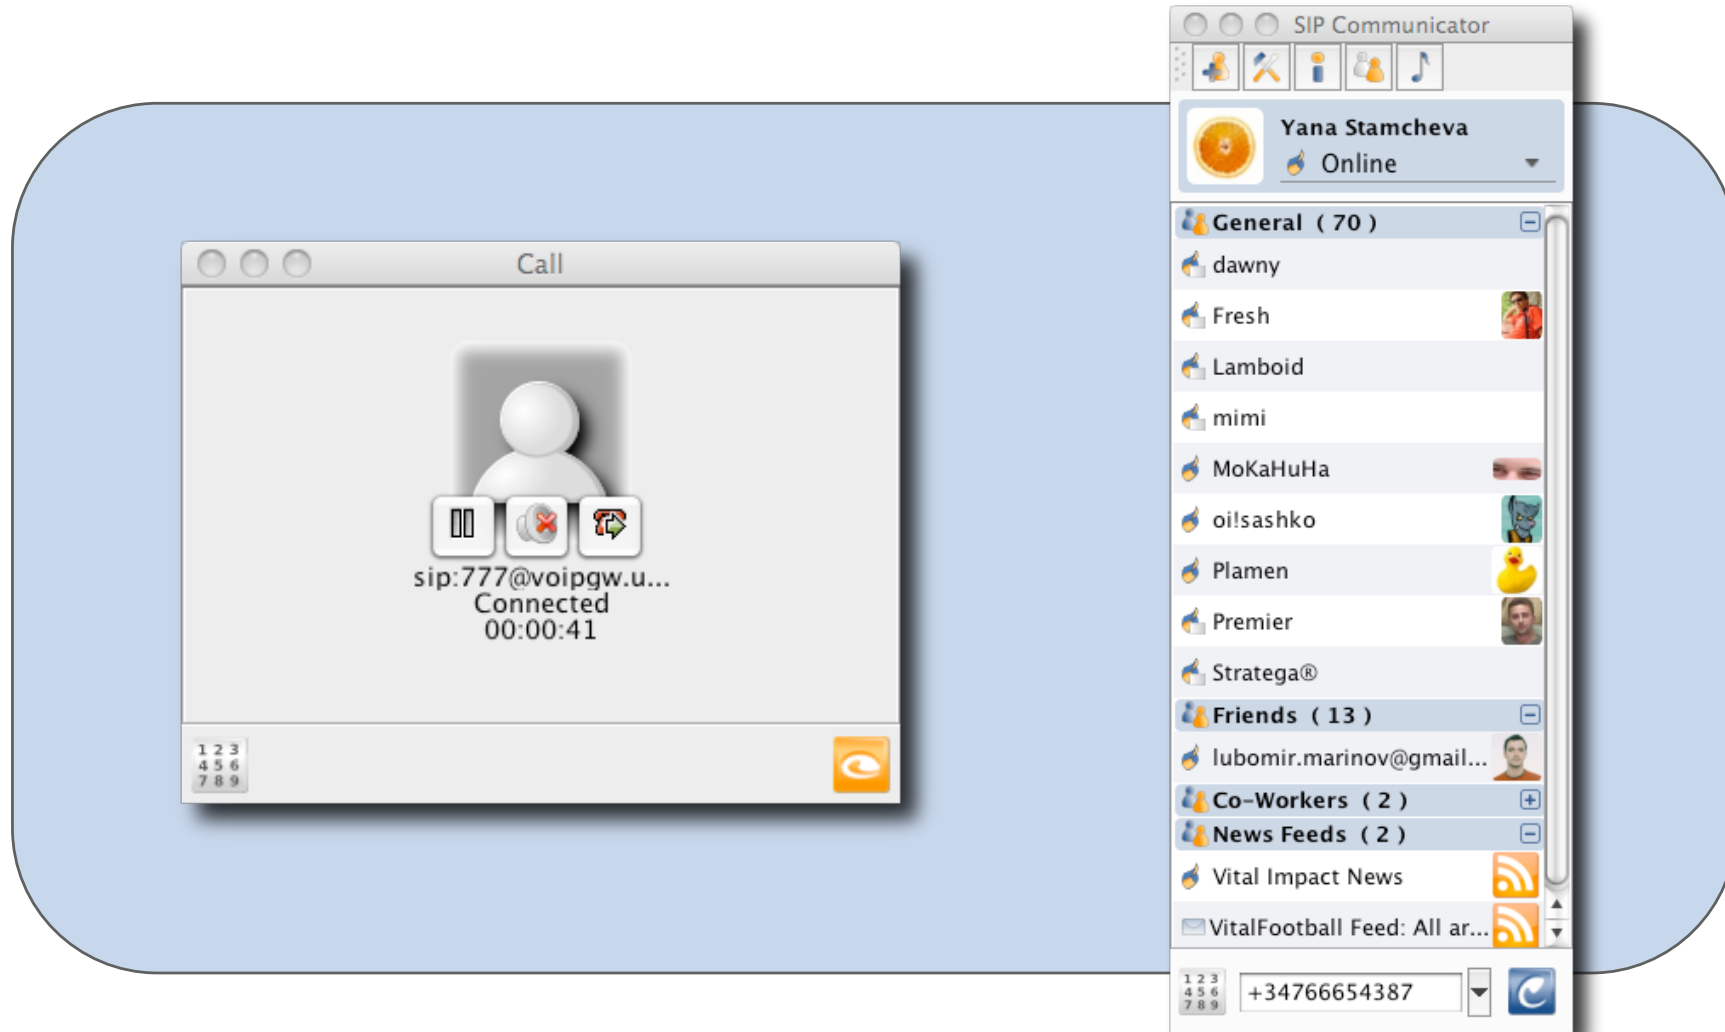 Call
sip:777@voipgw.u...
Connected
00:00:41
1 2 3
4 5 6
7 8 9
SIP Communicator
Yana Stamcheva
Online
General ( 70 )
dawny
Fresh
Lamboid
mimi
MoKaHuHa
oi!sashko
Plamen
Premier
Stratega®
Friends ( 13 )
lubomir.marinov@gmail...
Co-Workers ( 2 )
News Feeds ( 2 )
Vital Impact News
VitalFootball Feed: All ar...
1 2 3
4 5 6
7 8 9
+34766654387